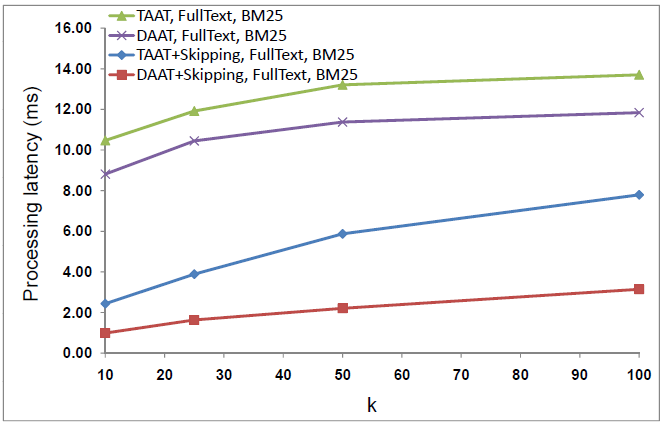 TAAT, FullText, BM25
DAAT, FullText, BM25
TAAT+Skipping, FullText, BM25
DAAT+Skipping, FullText, BM25
16.00
14.00
12.00
10.00
8.00
6.00
4.00
2.00
0.00
Processing latency (ms)
10 20 30 40 50 60 70 80 90 100
k